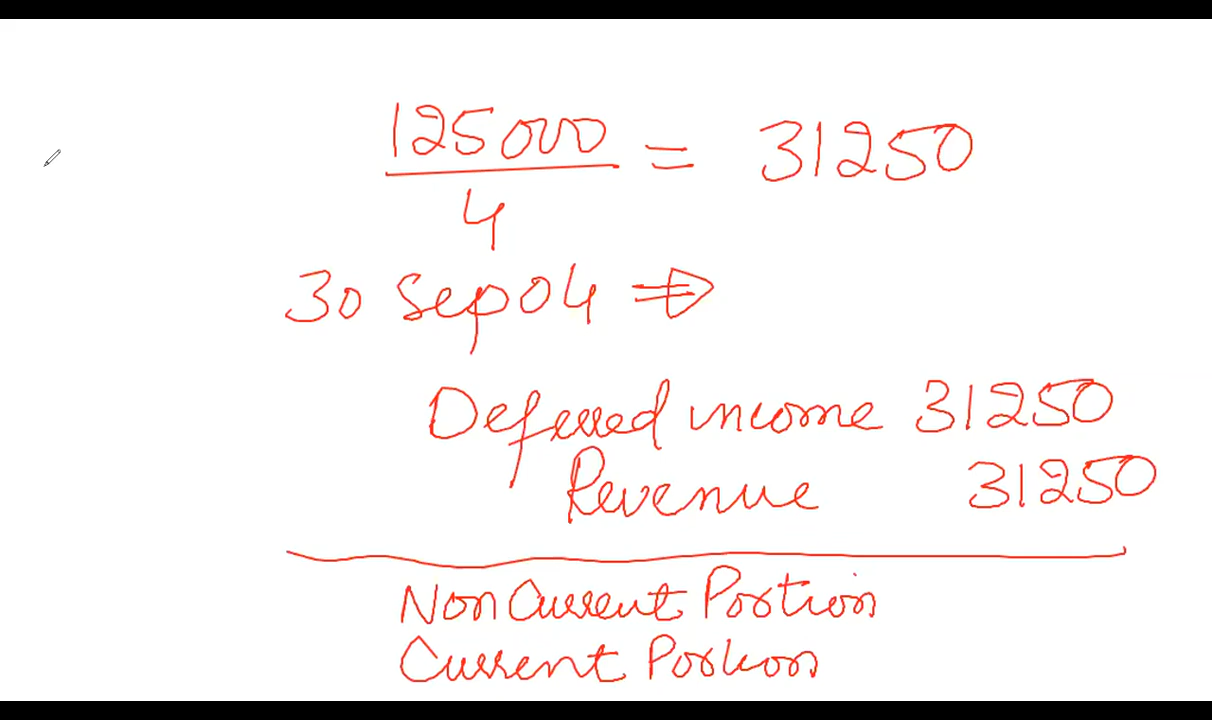 125000
4
= 31250
30 Sep04 ⇒
Deferred income 31250
Revenue 31250
Non Current Portion
Current Portion